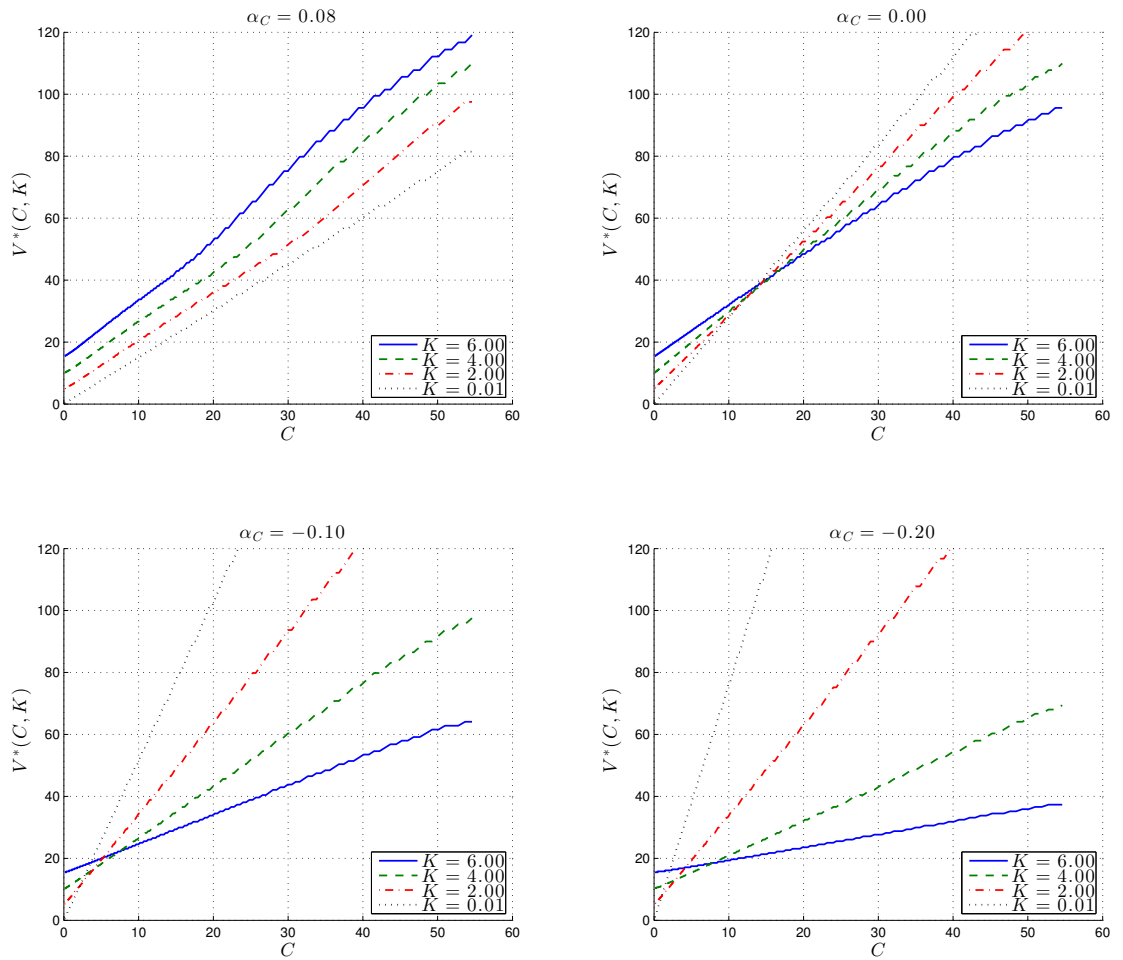 α_C = 0.08
120
100
80
60
40
20
0
V*(C, K)
0 10 20 30 40 50 60
C
K = 6.00
K = 4.00
K = 2.00
K = 0.01
α_C = 0.00
120
100
80
60
40
20
0
V*(C, K)
0 10 20 30 40 50 60
C
K = 6.00
K = 4.00
K = 2.00
K = 0.01
α_C = −0.10
120
100
80
60
40
20
0
V*(C, K)
0 10 20 30 40 50 60
C
K = 6.00
K = 4.00
K = 2.00
K = 0.01
α_C = −0.20
120
100
80
60
40
20
0
V*(C, K)
0 10 20 30 40 50 60
C
K = 6.00
K = 4.00
K = 2.00
K = 0.01